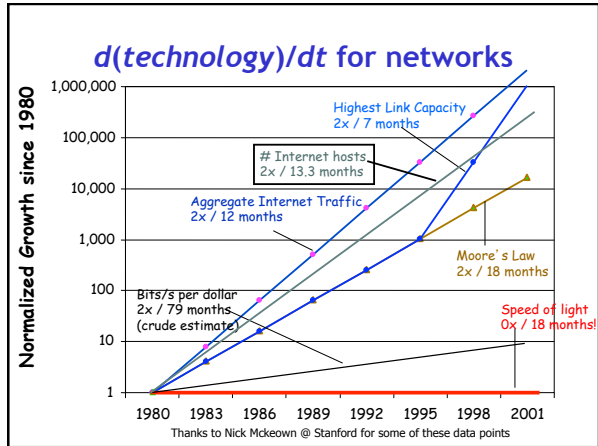 d(technology)/dt for networks
Normalized Growth since 1980
1,000,000
100,000
10,000
1,000
100
10
1
Highest Link Capacity
2x / 7 months
# Internet hosts
2x / 13.3 months
Aggregate Internet Traffic
2x / 12 months
Moore's Law
2x / 18 months
Bits/s per dollar
2x / 79 months
(crude estimate)
Speed of light
0x / 18 months!
1980 1983 1986 1989 1992 1995 1998 2001
Thanks to Nick Mckeown @ Stanford for some of these data points